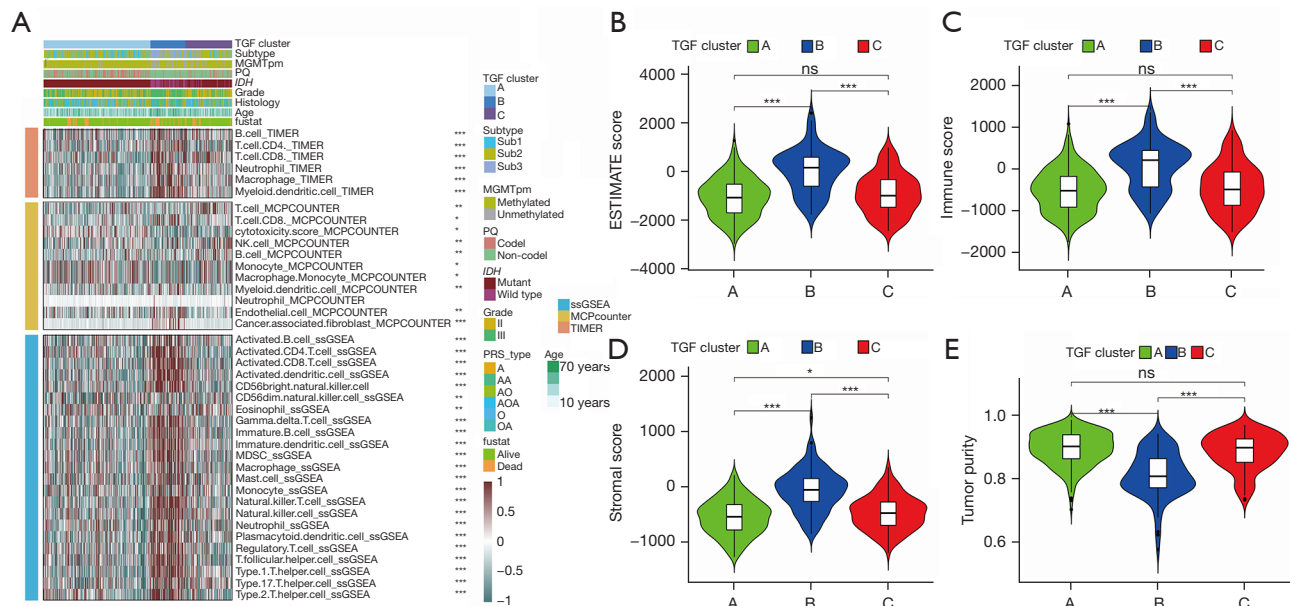 A
TGF cluster
Subtype
MGMTpm
PQ
IDH
Grade
Histology
Age
fustat
B.cell_TIMER ***
T.cell.CD4._TIMER ***
T.cell.CD8._TIMER ***
Neutrophil_TIMER ***
Macrophage_TIMER ***
Myeloid.dendritic.cell_TIMER ***
T.cell_MCPCOUNTER **
T.cell.CD8._MCPCOUNTER *
cytotoxicity.score_MCPCOUNTER *
NK.cell_MCPCOUNTER **
B.cell_MCPCOUNTER **
Monocyte_MCPCOUNTER *
Macrophage.Monocyte_MCPCOUNTER *
Myeloid.dendritic.cell_MCPCOUNTER **
Neutrophil_MCPCOUNTER
Endothelial.cell_MCPCOUNTER **
Cancer.associated.fibroblast_MCPCOUNTER ***
Activated.B.cell_ssGSEA ***
Activated.CD4.T.cell_ssGSEA ***
Activated.CD8.T.cell_ssGSEA ***
Activated.dendritic.cell_ssGSEA ***
CD56bright.natural.killer.cell ***
CD56dim.natural.killer.cell_ssGSEA **
Eosinophil_ssGSEA **
Gamma.delta.T.cell_ssGSEA ***
Immature.B.cell_ssGSEA ***
Immature.dendritic.cell_ssGSEA ***
MDSC_ssGSEA ***
Macrophage_ssGSEA ***
Mast.cell_ssGSEA ***
Monocyte_ssGSEA ***
Natural.killer.T.cell_ssGSEA ***
Natural.killer.cell_ssGSEA ***
Neutrophil_ssGSEA ***
Plasmacytoid.dendritic.cell_ssGSEA ***
Regulatory.T.cell_ssGSEA ***
T.follicular.helper.cell_ssGSEA ***
Type.1.T.helper.cell_ssGSEA ***
Type.17.T.helper.cell_ssGSEA ***
Type.2.T.helper.cell_ssGSEA ***
TGF cluster
A
B
C
Subtype
Sub1
Sub2
Sub3
MGMTpm
Methylated
Unmethylated
PQ
Codel
Non-codel
IDH
Mutant
Wild type
Grade
II
III
ssGSEA
MCPcounter
TIMER
PRS_type
A
AA
AO
AOA
O
OA
Age
70 years
10 years
fustat
Alive
Dead
1
0.5
0
−0.5
−1
B
TGF cluster A B C
ESTIMATE score
4000
2000
0
−2000
−4000
ns
*** ***
A B C
C
TGF cluster A B C
Immune score
2000
1000
0
−1000
−2000
ns
*** ***
A B C
D
TGF cluster A B C
Stromal score
2000
1000
0
−1000
*
*** ***
A B C
E
TGF cluster A B C
Tumor purity
1.0
0.8
0.6
ns
*** ***
A B C